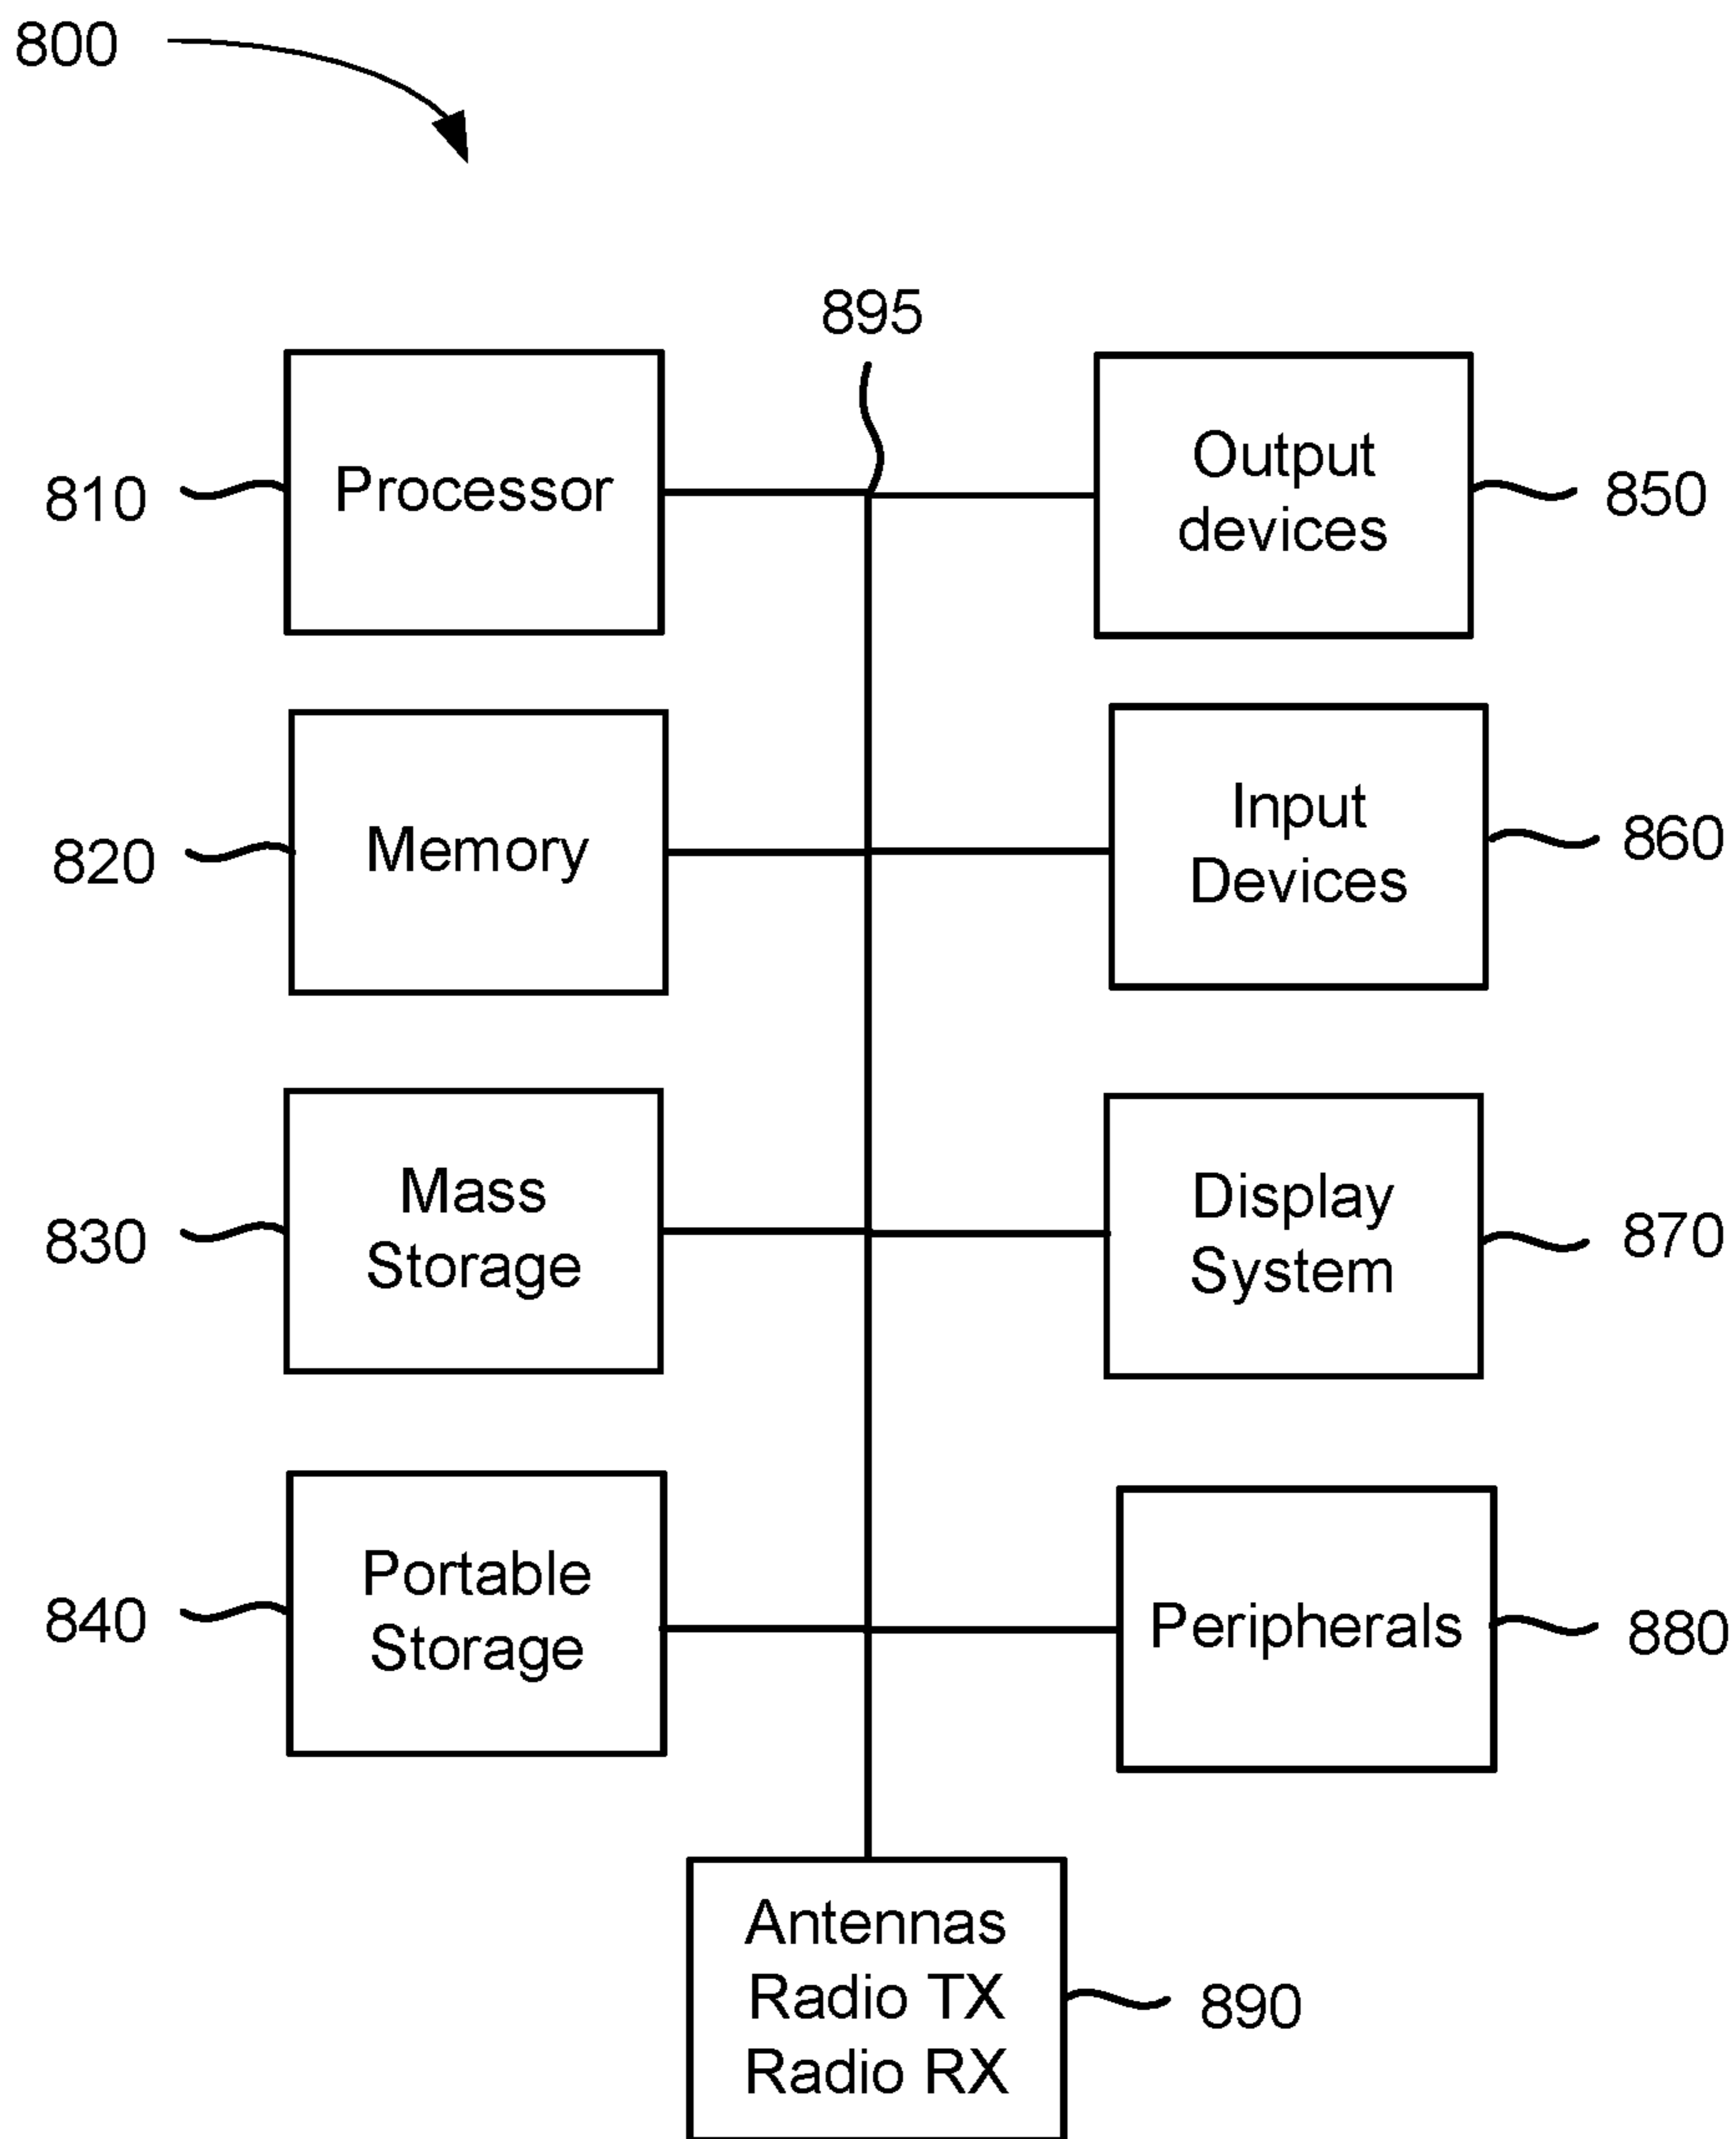 800
895
810
Processor
Output
devices
850
820
Memory
Input
Devices
860
830
Mass
Storage
Display
System
870
840
Portable
Storage
Peripherals
880
Antennas
Radio TX
Radio RX
890